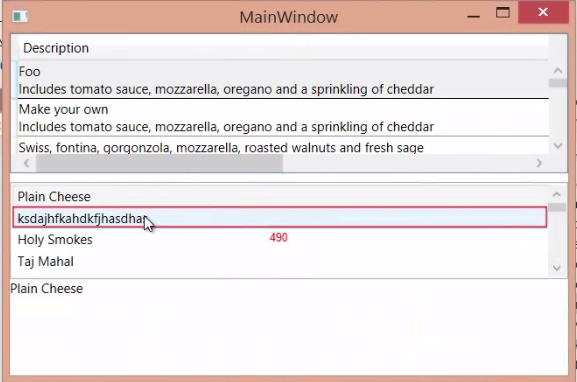 MainWindow
Description
Foo
Includes tomato sauce, mozzarella, oregano and a sprinkling of cheddar
Make your own
Includes tomato sauce, mozzarella, oregano and a sprinkling of cheddar
Swiss, fontina, gorgonzola, mozzarella, roasted walnuts and fresh sage
Plain Cheese
ksdajhfkahdkfjhasdha
Holy Smokes
490
Taj Mahal
Plain Cheese